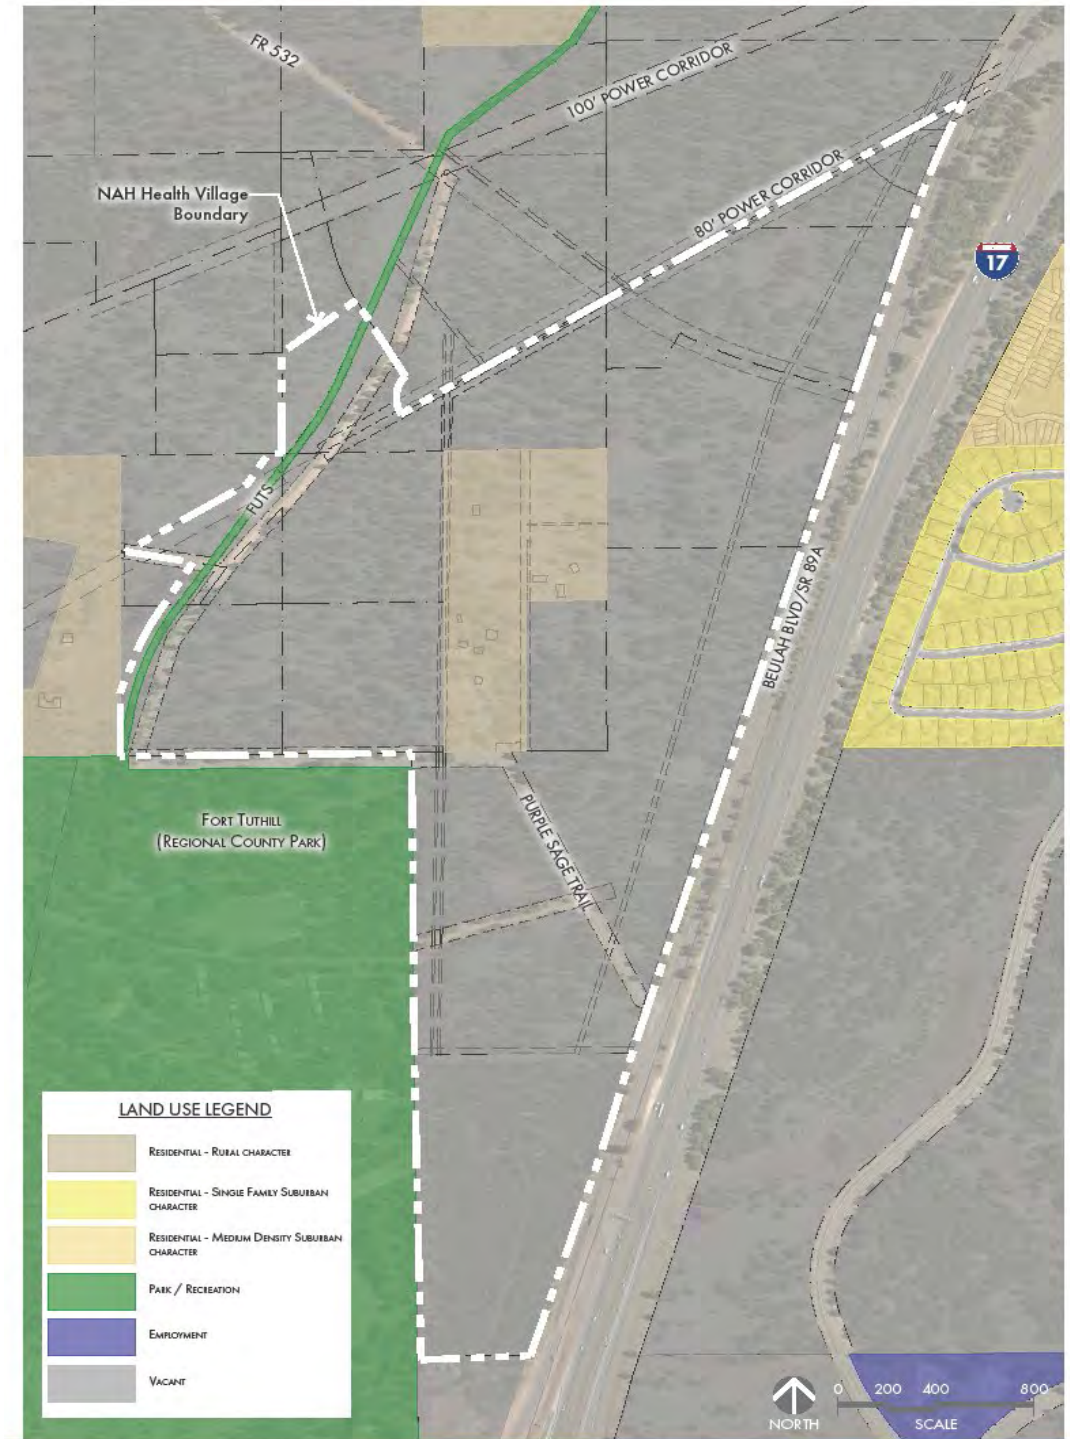 FR 532
100' POWER CORRIDOR
NAH Health Village
Boundary
80' POWER CORRIDOR
17
FUTS
BEULAH BLVD/SR 89A
FORT TUTHILL
(REGIONAL COUNTY PARK)
PURPLE SAGE TRAIL
LAND USE LEGEND
RESIDENTIAL - RURAL CHARACTER
RESIDENTIAL - SINGLE FAMILY SUBURBAN
CHARACTER
RESIDENTIAL - MEDIUM DENSITY SUBURBAN
CHARACTER
PARK / RECREATION
EMPLOYMENT
VACANT
0 200 400 800
NORTH SCALE